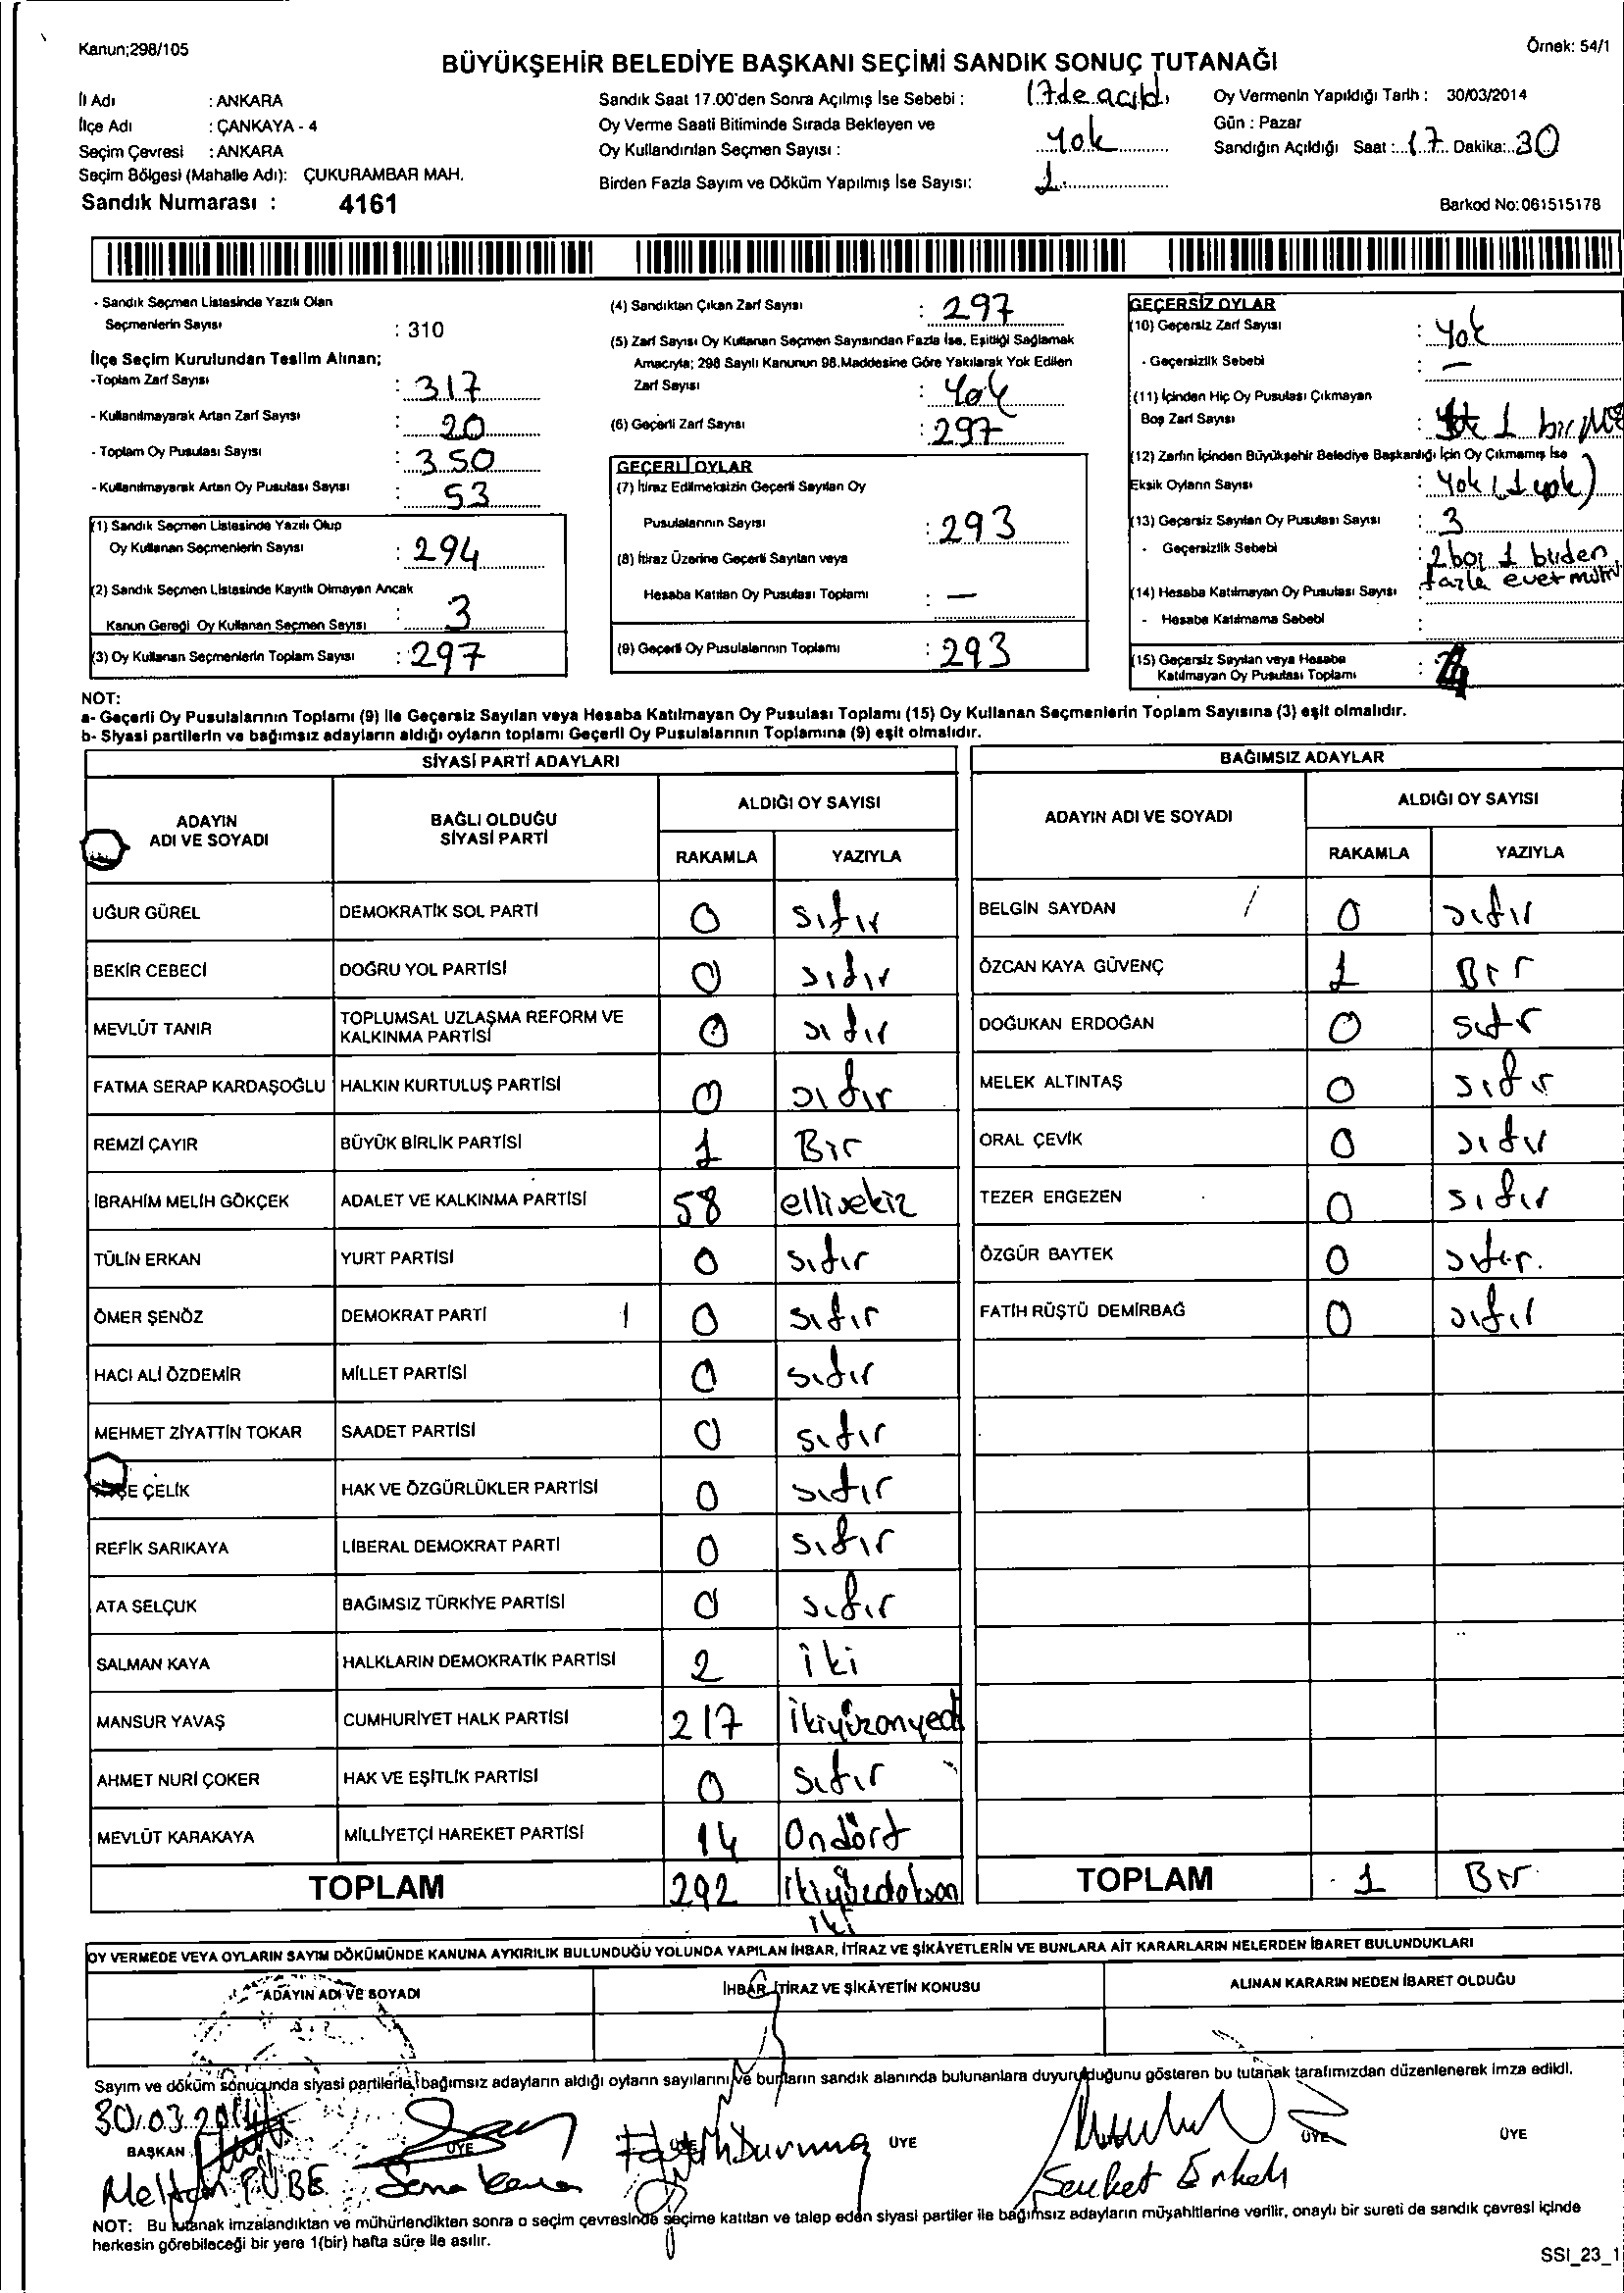 Kanun;298/105
Örnek: 54/1
BÜYÜKŞEHİR BELEDİYE BAŞKANI SEÇİMİ SANDIK SONUÇ TUTANAĞI
İl Adı : ANKARA
İlçe Adı : ÇANKAYA - 4
Seçim Çevresi : ANKARA
Seçim Bölgesi (Mahalle Adı): ÇUKURAMBAR MAH.
Sandık Numarası : 4161
Sandık Saat 17.00'den Sonra Açılmış İse Sebebi : 17de açıldı
Oy Verme Saati Bitiminde Sırada Bekleyen ve
Oy Kullandırılan Seçmen Sayısı : Yok
Birden Fazla Sayım ve Döküm Yapılmış İse Sayısı: 1
Oy Vermenin Yapıldığı Tarih : 30/03/2014
Gün : Pazar
Sandığın Açıldığı Saat : 17 Dakika: 30
Barkod No: 061515178
- Sandık Seçmen Listesinde Yazılı Olan
Seçmenlerin Sayısı : 310
İlçe Seçim Kurulundan Teslim Alınan;
-Toplam Zarf Sayısı : 317
- Kullanılmayarak Artan Zarf Sayısı : 20
- Toplam Oy Pusulası Sayısı : 350
- Kullanılmayarak Artan Oy Pusulası Sayısı : 53
(1) Sandık Seçmen Listesinde Yazılı Olup
Oy Kullanan Seçmenlerin Sayısı : 294
(2) Sandık Seçmen Listesinde Kayıtlı Olmayan Ancak
Kanun Gereği Oy Kullanan Seçmen Sayısı : 3
(3) Oy Kullanan Seçmenlerin Toplam Sayısı : 297
(4) Sandıktan Çıkan Zarf Sayısı : 297
(5) Zarf Sayısı Oy Kullanan Seçmen Sayısından Fazla İse, Eşitliği Sağlamak
Amacıyla; 298 Sayılı Kanunun 98.Maddesine Göre Yakılarak Yok Edilen
Zarf Sayısı : Yok
(6) Geçerli Zarf Sayısı : 297
GEÇERLİ OYLAR
(7) İtiraz Edilmeksizin Geçerli Sayılan Oy
Pusulalarının Sayısı : 293
(8) İtiraz Üzerine Geçerli Sayılan veya
Hesaba Katılan Oy Pusulası Toplamı : —
(9) Geçerli Oy Pusulalarının Toplamı : 293
GEÇERSİZ OYLAR
(10) Geçersiz Zarf Sayısı : Yok
- Geçersizlik Sebebi : —
(11) İçinden Hiç Oy Pusulası Çıkmayan
Boş Zarf Sayısı : 1 bir
(12) Zarfın İçinden Büyükşehir Belediye Başkanlığı İçin Oy Çıkmamış İse
Eksik Oyların Sayısı : Yok (1 yok)
(13) Geçersiz Sayılan Oy Pusulası Sayısı : 3
- Geçersizlik Sebebi : 2 boş 1 birden
fazla evet
(14) Hesaba Katılmayan Oy Pusulası Sayısı :
- Hesaba Katılmama Sebebi :
(15) Geçersiz Sayılan veya Hesaba
Katılmayan Oy Pusulası Toplamı : 4
NOT:
a- Geçerli Oy Pusulalarının Toplamı (9) ile Geçersiz Sayılan veya Hesaba Katılmayan Oy Pusulası Toplamı (15) Oy Kullanan Seçmenlerin Toplam Sayısına (3) eşit olmalıdır.
b- Siyasi partilerin ve bağımsız adayların aldığı oyların toplamı Geçerli Oy Pusulalarının Toplamına (9) eşit olmalıdır.
SİYASİ PARTİ ADAYLARI
ADAYIN ADI VE SOYADI BAĞLI OLDUĞU SİYASİ PARTİ ALDIĞI OY SAYISI
RAKAMLA YAZIYLA
UĞUR GÜREL DEMOKRATİK SOL PARTİ 0 sıfır
BEKİR CEBECİ DOĞRU YOL PARTİSİ 0 sıfır
MEVLÜT TANIR TOPLUMSAL UZLAŞMA REFORM VE KALKINMA PARTİSİ 0 sıfır
FATMA SERAP KARDAŞOĞLU HALKIN KURTULUŞ PARTİSİ 0 sıfır
REMZİ ÇAYIR BÜYÜK BİRLİK PARTİSİ 1 Bir
İBRAHİM MELİH GÖKÇEK ADALET VE KALKINMA PARTİSİ 58 ellisekiz
TÜLİN ERKAN YURT PARTİSİ 0 sıfır
ÖMER ŞENÖZ DEMOKRAT PARTİ 0 sıfır
HACI ALİ ÖZDEMİR MİLLET PARTİSİ 0 sıfır
MEHMET ZİYATTİN TOKAR SAADET PARTİSİ 0 sıfır
ÇELİK HAK VE ÖZGÜRLÜKLER PARTİSİ 0 sıfır
REFİK SARIKAYA LİBERAL DEMOKRAT PARTİ 0 sıfır
ATA SELÇUK BAĞIMSIZ TÜRKİYE PARTİSİ 0 sıfır
SALMAN KAYA HALKLARIN DEMOKRATİK PARTİSİ 2 iki
MANSUR YAVAŞ CUMHURİYET HALK PARTİSİ 217 ikiyüzonyedi
AHMET NURİ ÇOKER HAK VE EŞİTLİK PARTİSİ 0 sıfır
MEVLÜT KARAKAYA MİLLİYETÇİ HAREKET PARTİSİ 14 Ondört
TOPLAM 292 ikiyüzdoksan
iki
BAĞIMSIZ ADAYLAR
ADAYIN ADI VE SOYADI ALDIĞI OY SAYISI
RAKAMLA YAZIYLA
BELGİN SAYDAN 0 sıfır
ÖZCAN KAYA GÜVENÇ 1 Bir
DOĞUKAN ERDOĞAN 0 sıfır
MELEK ALTINTAŞ 0 sıfır
ORAL ÇEVİK 0 sıfır
TEZER ERGEZEN 0 sıfır
ÖZGÜR BAYTEK 0 sıfır.
FATİH RÜŞTÜ DEMİRBAĞ 0 sıfır
TOPLAM 1 Bir
OY VERMEDE VEYA OYLARIN SAYIM DÖKÜMÜNDE KANUNA AYKIRILIK BULUNDUĞU YOLUNDA YAPILAN İHBAR, İTİRAZ VE ŞİKÂYETLERİN VE BUNLARA AİT KARARLARIN NELERDEN İBARET BULUNDUKLARI
ADAYIN ADI VE SOYADI İHBAR, İTİRAZ VE ŞİKÂYETİN KONUSU ALINAN KARARIN NEDEN İBARET OLDUĞU
Sayım ve döküm sonucunda siyasi partilerle, bağımsız adayların aldığı oyların sayılarını ve bunların sandık alanında bulunanlara duyurulduğunu gösteren bu tutanak tarafımızdan düzenlenerek imza edildi.
30.03.2014
BAŞKAN ÜYE ÜYE ÜYE ÜYE
NOT: Bu tutanak imzalandıktan ve mühürlendikten sonra o seçim çevresinde seçime katılan ve talep eden siyasi partiler ile bağımsız adayların müşahitlerine verilir, onaylı bir sureti de sandık çevresi içinde
herkesin görebileceği bir yere 1(bir) hafta süre ile asılır.
SSI_23_1